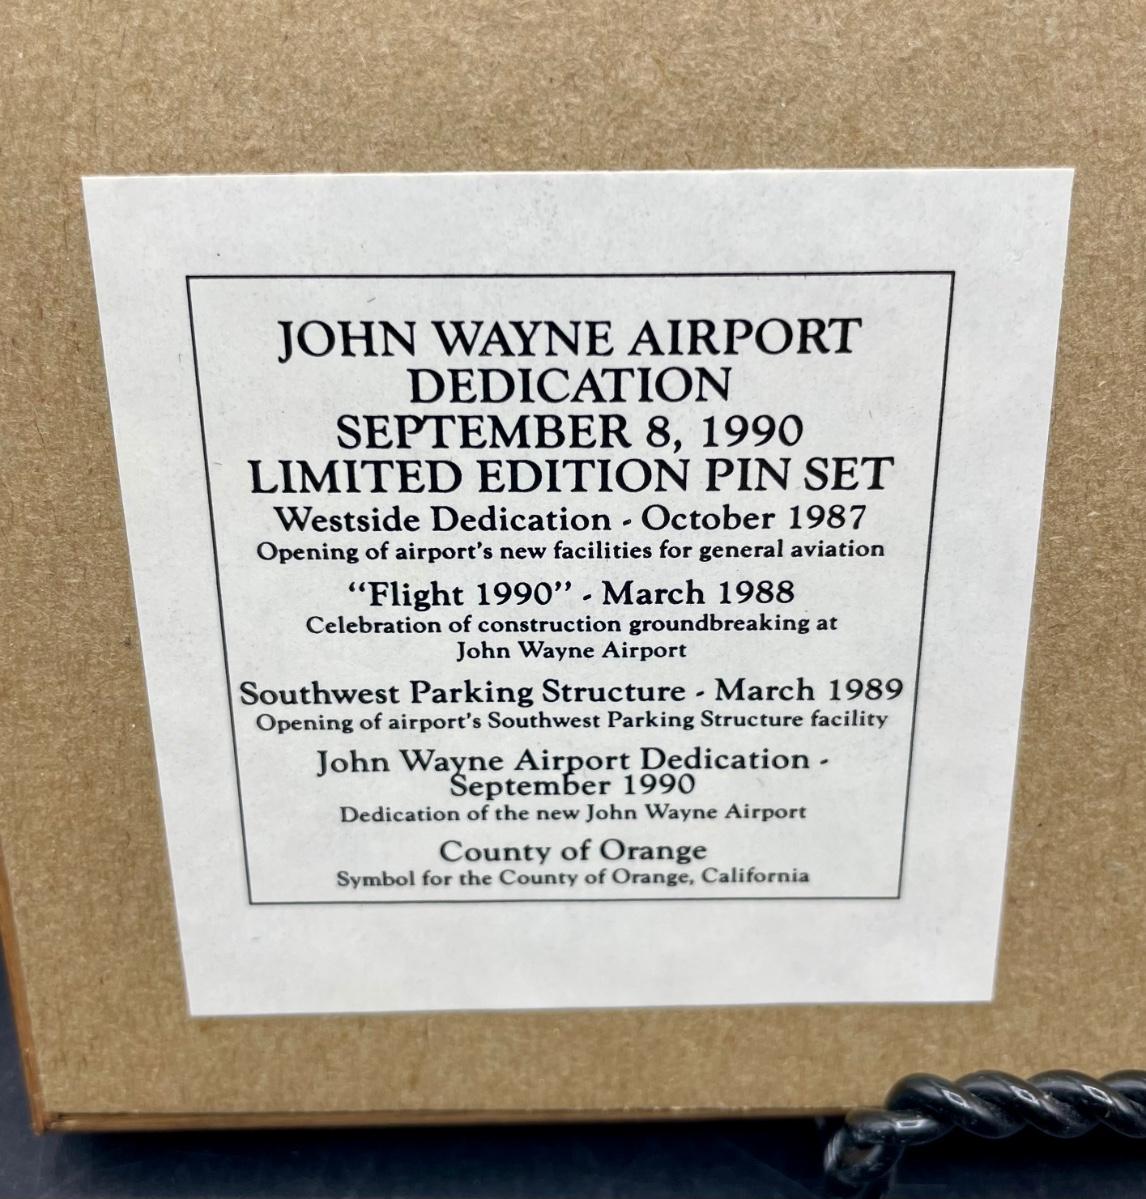 JOHN WAYNE AIRPORT
DEDICATION
SEPTEMBER 8, 1990
LIMITED EDITION PIN SET
Westside Dedication - October 1987
Opening of airport's new facilities for general aviation
“Flight 1990” - March 1988
Celebration of construction groundbreaking at
John Wayne Airport
Southwest Parking Structure - March 1989
Opening of airport's Southwest Parking Structure facility
John Wayne Airport Dedication -
September 1990
Dedication of the new John Wayne Airport
County of Orange
Symbol for the County of Orange, California